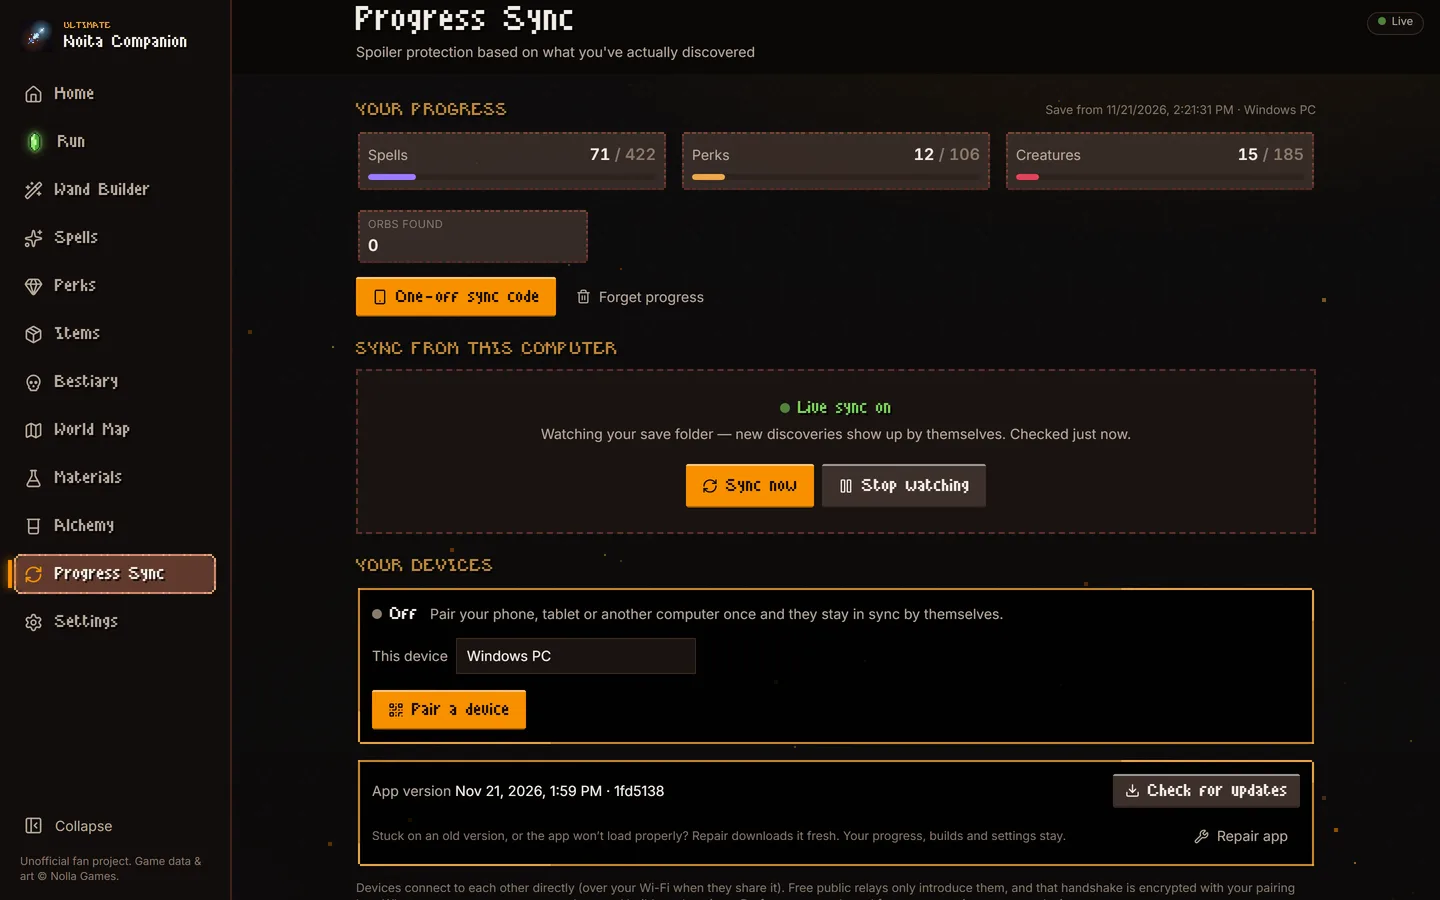 ULTIMATE
Noita Companion
Home
Run
Wand Builder
Spells
Perks
Items
Bestiary
World Map
Materials
Alchemy
Progress Sync
Settings
Collapse
Unofficial fan project. Game data &
art © Nolla Games.
Progress Sync
Spoiler protection based on what you've actually discovered
Live
YOUR PROGRESS
Save from 11/21/2026, 2:21:31 PM · Windows PC
Spells 71 / 422
Perks 12 / 106
Creatures 15 / 185
ORBS FOUND
0
One-off sync code
Forget progress
SYNC FROM THIS COMPUTER
Live sync on
Watching your save folder — new discoveries show up by themselves. Checked just now.
Sync now
Stop watching
YOUR DEVICES
Off Pair your phone, tablet or another computer once and they stay in sync by themselves.
This device Windows PC
Pair a device
App version Nov 21, 2026, 1:59 PM · 1fd5138
Check for updates
Stuck on an old version, or the app won't load properly? Repair downloads it fresh. Your progress, builds and settings stay.
Repair app
Devices connect to each other directly (over your Wi-Fi when they share it). Free public relays only introduce them, and that handshake is encrypted with your pairing